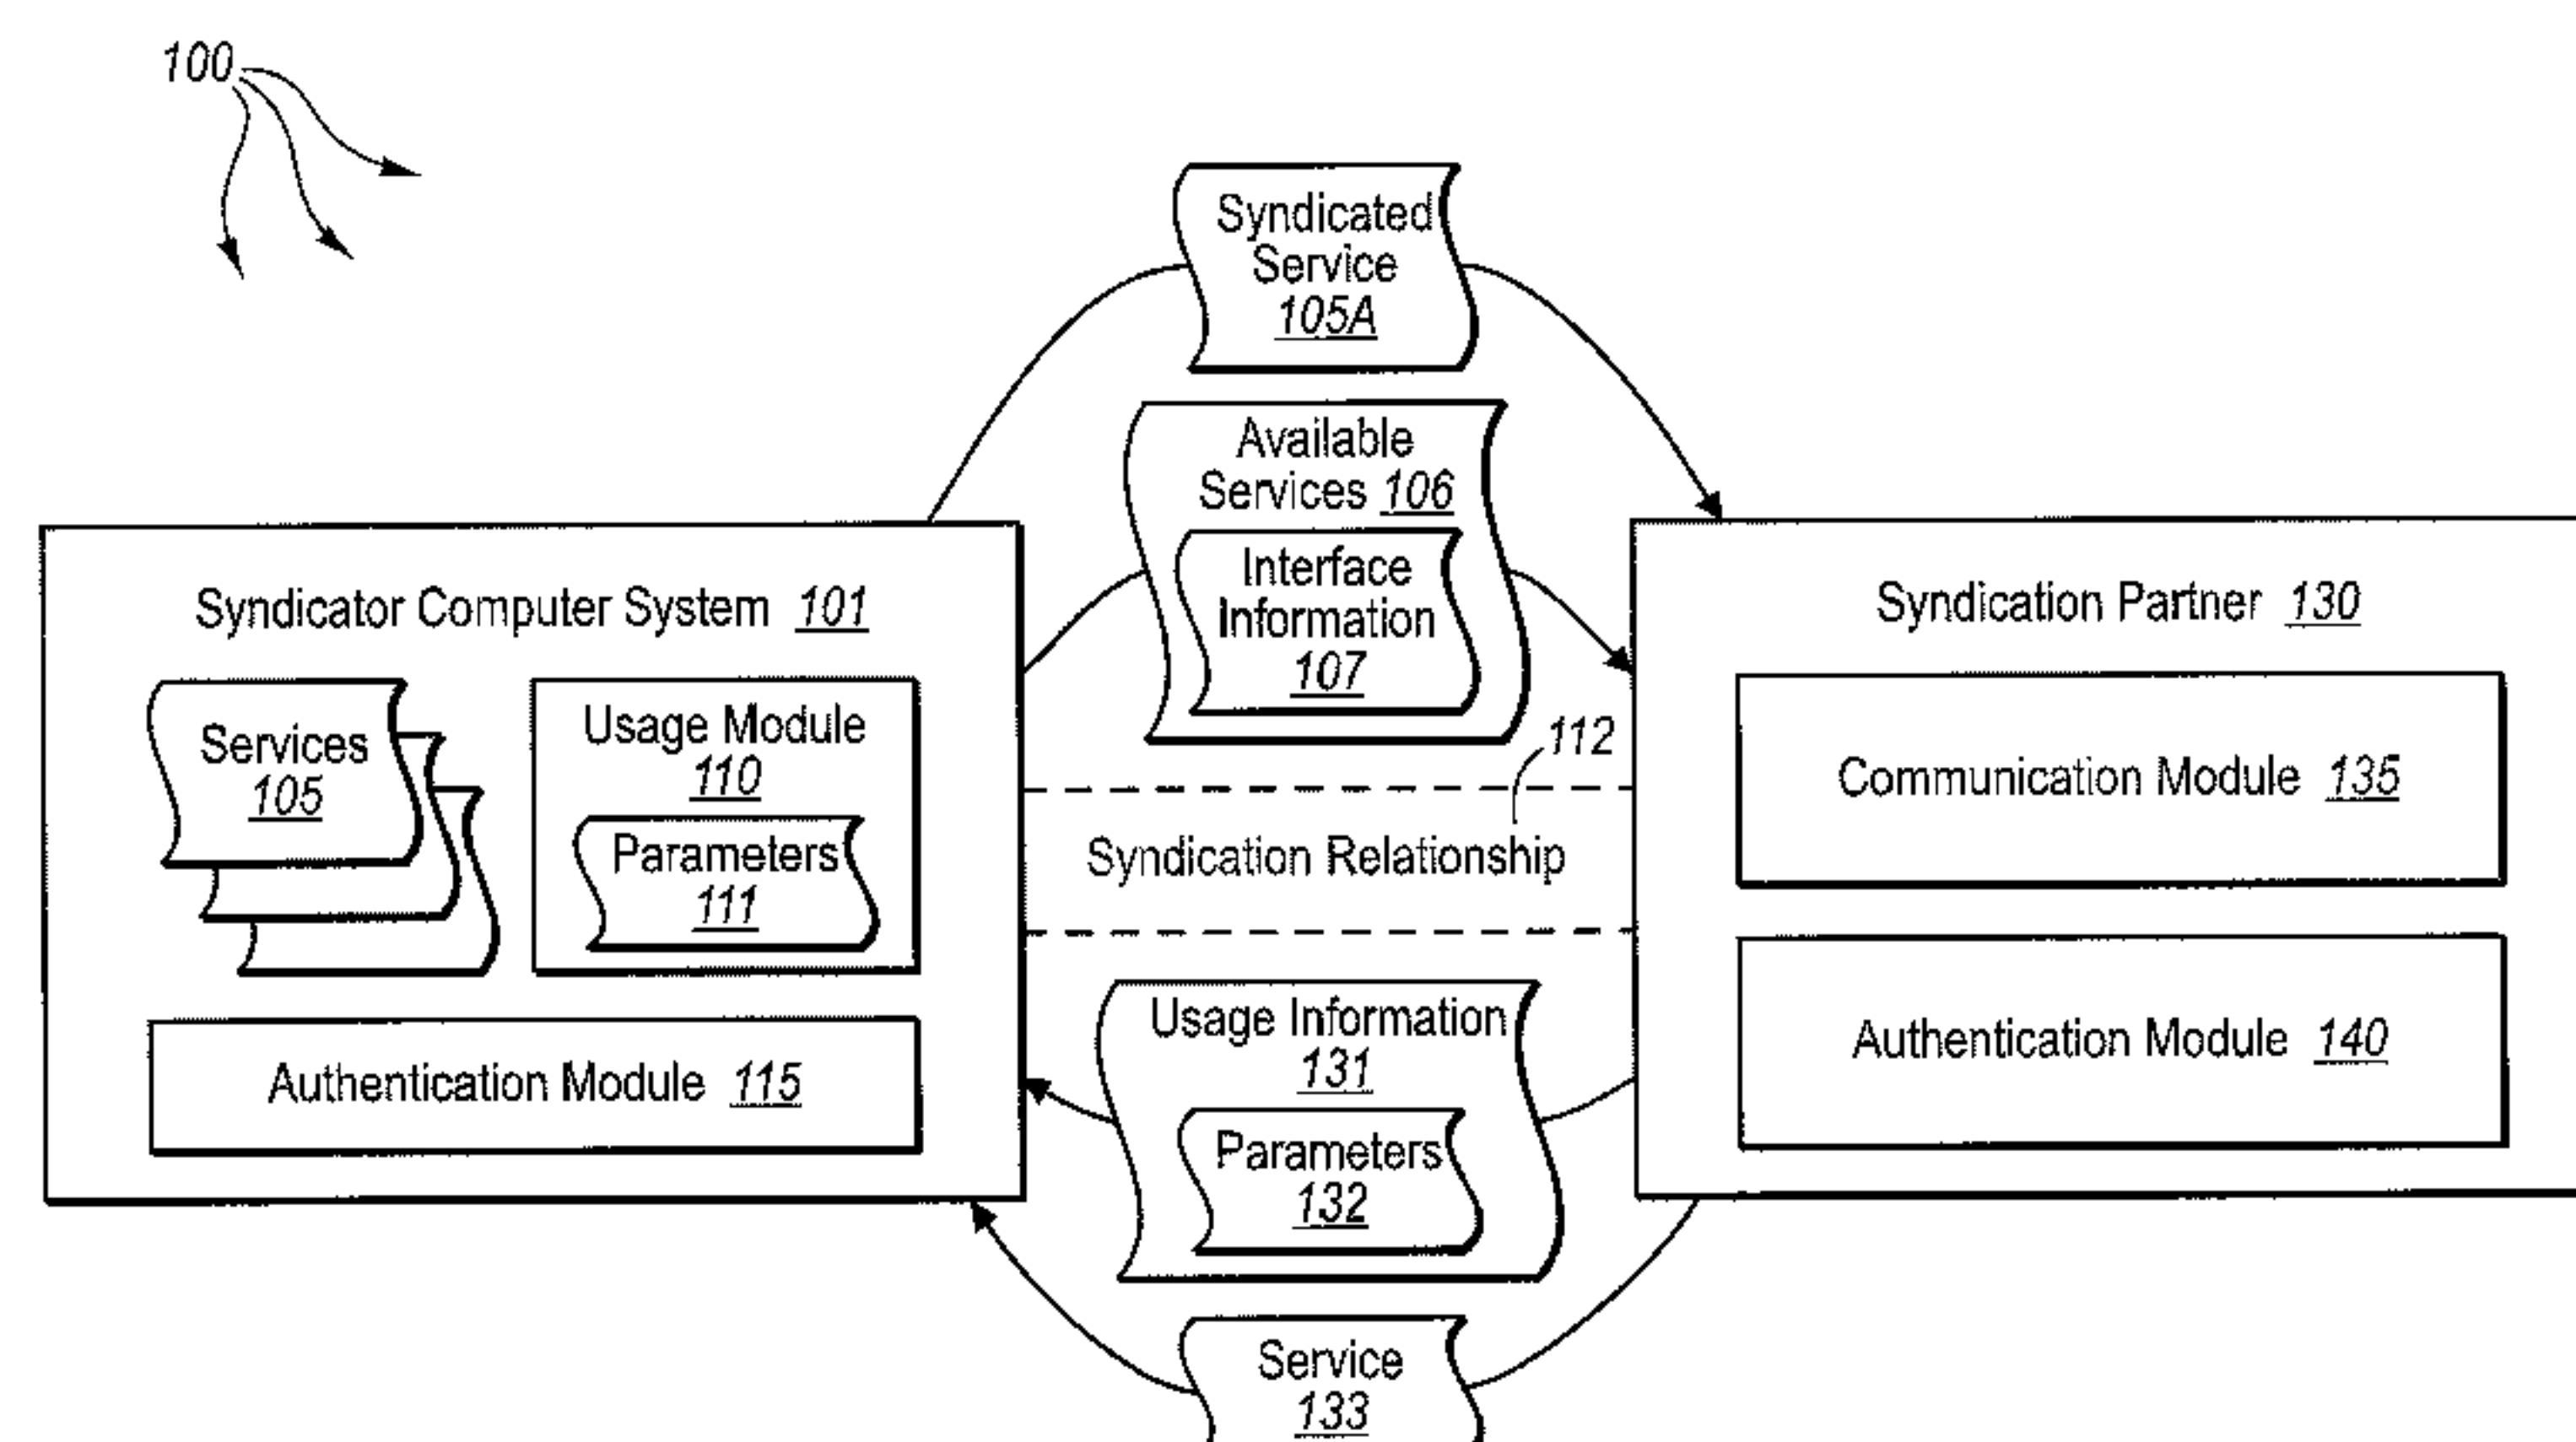 100
Syndicated
Service
105A
Available
Services 106
Interface
Information
107
Syndicator Computer System 101
Services
105
Usage Module
110
Parameters
111
Authentication Module 115
112
Syndication Relationship
Syndication Partner 130
Communication Module 135
Authentication Module 140
Usage Information
131
Parameters
132
Service
133